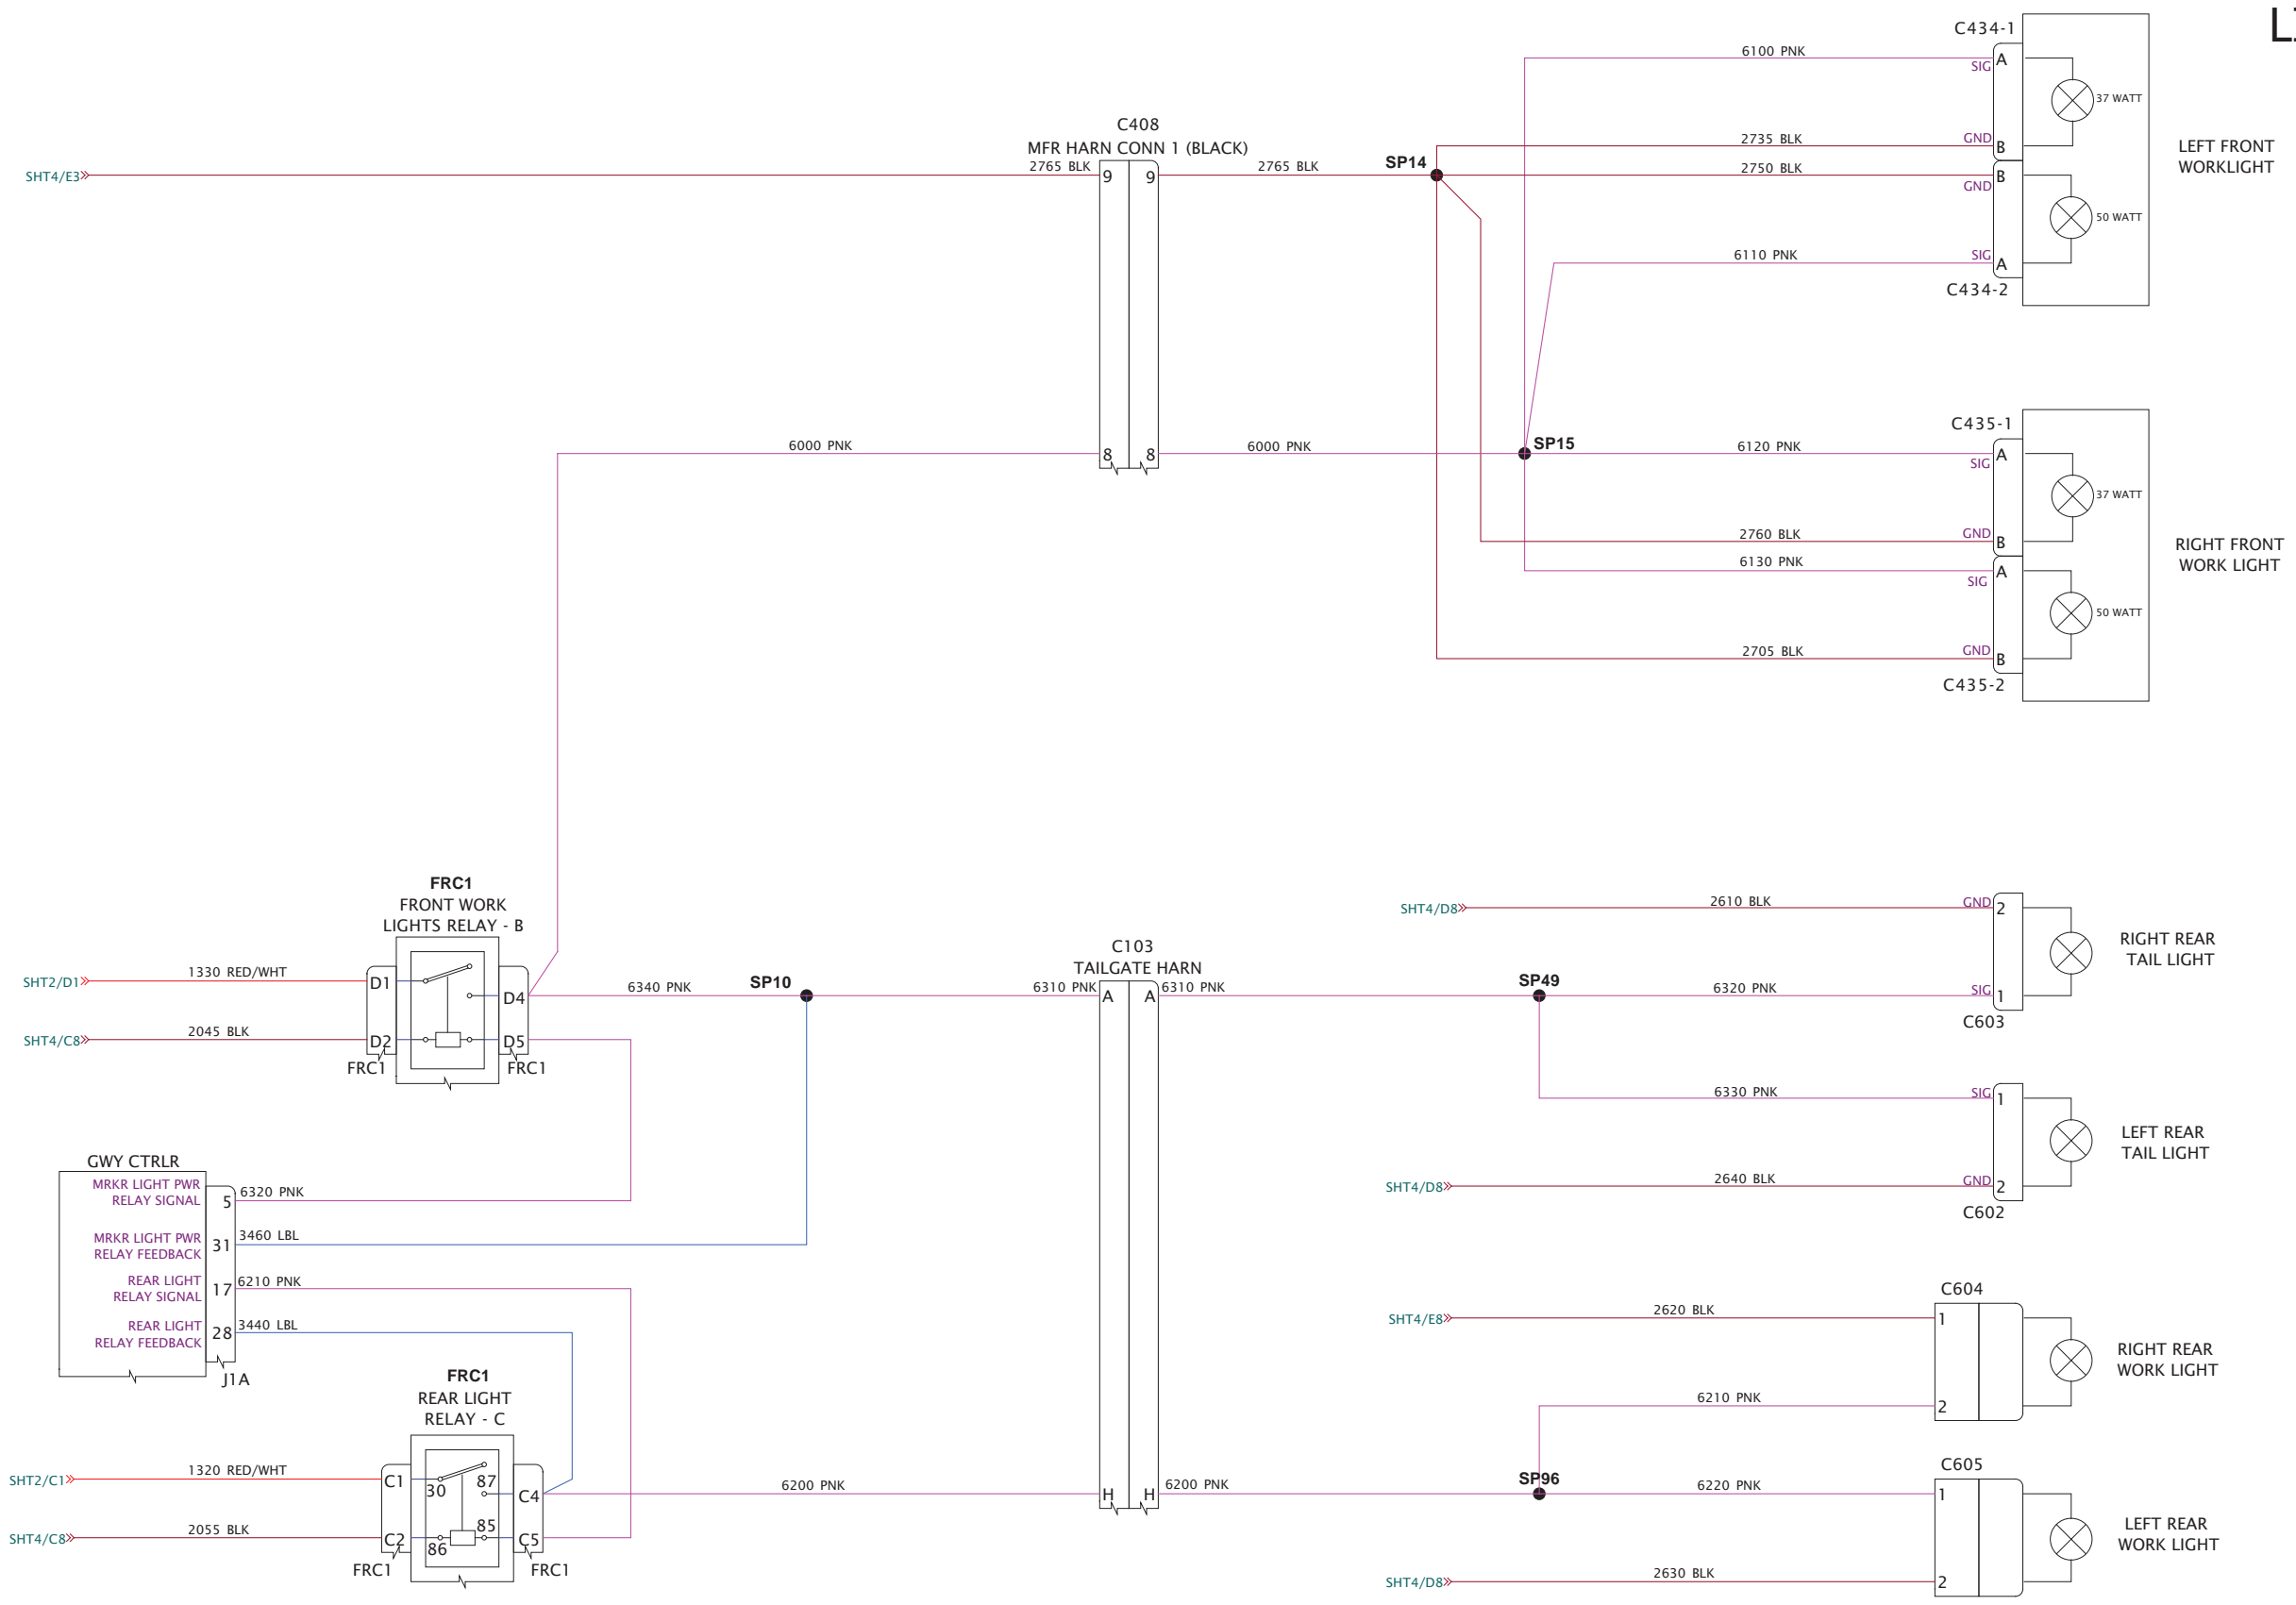 C434-1
6100 PNK
SIG
A
37 WATT
C408
MFR HARN CONN 1 (BLACK)
2735 BLK
GND
B
LEFT FRONT
WORKLIGHT
SHT4/E3
2765 BLK
9
9
2765 BLK
SP14
2750 BLK
B
GND
50 WATT
6110 PNK
SIG
A
C434-2
C435-1
6000 PNK
8
8
6000 PNK
SP15
6120 PNK
A
SIG
37 WATT
2760 BLK
GND
B
RIGHT FRONT
WORK LIGHT
6130 PNK
A
SIG
50 WATT
2705 BLK
GND
B
C435-2
FRC1
FRONT WORK
LIGHTS RELAY - B
SHT4/D8
2610 BLK
GND
2
C103
TAILGATE HARN
RIGHT REAR
TAIL LIGHT
SHT2/D1
1330 RED/WHT
D1
D4
6340 PNK
SP10
6310 PNK
A
A
6310 PNK
SP49
6320 PNK
SIG
1
C603
SHT4/C8
2045 BLK
D2
D5
FRC1
FRC1
6330 PNK
SIG
1
LEFT REAR
TAIL LIGHT
SHT4/D8
2640 BLK
GND
2
C602
GWY CTRLR
MRKR LIGHT PWR
RELAY SIGNAL
5
6320 PNK
MRKR LIGHT PWR
RELAY FEEDBACK
31
3460 LBL
REAR LIGHT
RELAY SIGNAL
17
6210 PNK
REAR LIGHT
RELAY FEEDBACK
28
3440 LBL
J1A
C604
SHT4/E8
2620 BLK
1
RIGHT REAR
WORK LIGHT
6210 PNK
2
FRC1
REAR LIGHT
RELAY - C
SHT2/C1
1320 RED/WHT
C1
30
87
C4
6200 PNK
H
H
6200 PNK
SP96
6220 PNK
C605
1
SHT4/C8
2055 BLK
C2
86
85
C5
FRC1
FRC1
LEFT REAR
WORK LIGHT
SHT4/D8
2630 BLK
2